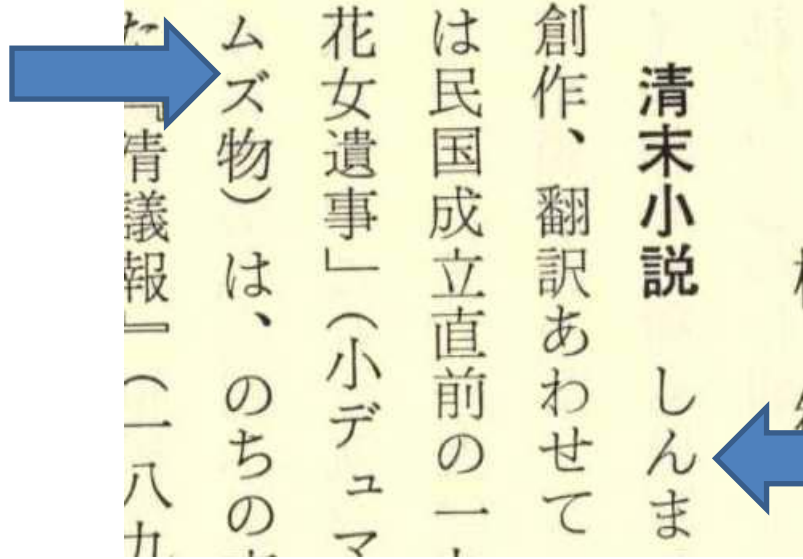 清末小説 しんま
創作、翻訳あわせて
は民国成立直前の一
花女遺事」(小デュマ
ムズ物)は、のちの
『清議報』(一八九